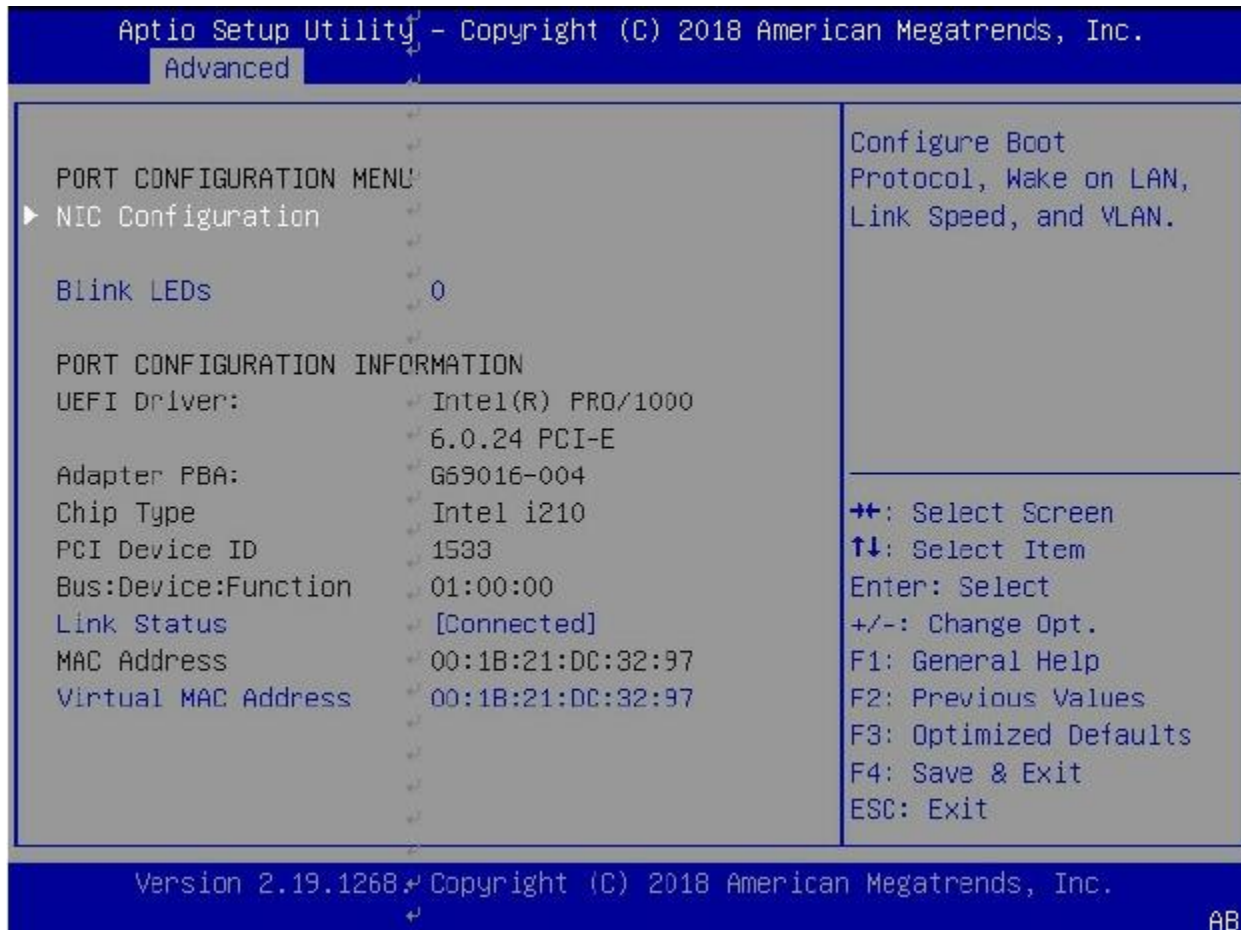 Aptio Setup Utility – Copyright (C) 2018 American Megatrends, Inc.
Advanced
PORT CONFIGURATION MENU
▶ NIC Configuration
Blink LEDs 0
PORT CONFIGURATION INFORMATION
UEFI Driver: Intel(R) PRO/1000
6.0.24 PCI-E
Adapter PBA: G69016-004
Chip Type Intel i210
PCI Device ID 1533
Bus:Device:Function 01:00:00
Link Status [Connected]
MAC Address 00:1B:21:DC:32:97
Virtual MAC Address 00:1B:21:DC:32:97
Configure Boot
Protocol, Wake on LAN,
Link Speed, and VLAN.
→←: Select Screen
↑↓: Select Item
Enter: Select
+/-: Change Opt.
F1: General Help
F2: Previous Values
F3: Optimized Defaults
F4: Save & Exit
ESC: Exit
Version 2.19.1268. Copyright (C) 2018 American Megatrends, Inc.
AB